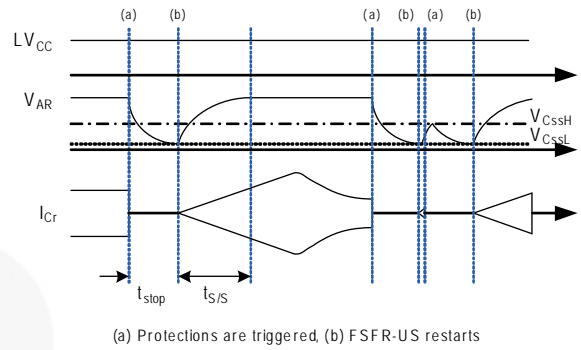 (a) (b) (a) (b) (a) (b)
LVCC
VAR
VCssH
VCssL
ICr
tstop tS/S
(a) Protections are triggered, (b) FSFR-US restarts